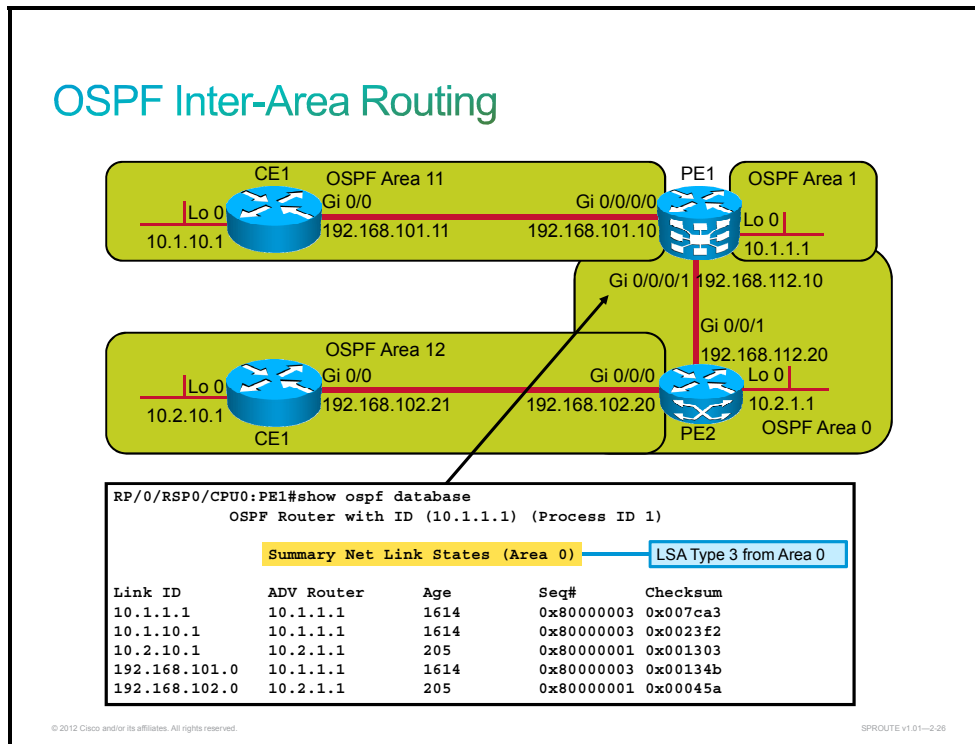 OSPF Inter-Area Routing
CE1
OSPF Area 11
PE1
OSPF Area 1
Lo 0
Gi 0/0
Gi 0/0/0/0
Lo 0
10.1.10.1
192.168.101.11
192.168.101.10
10.1.1.1
Gi 0/0/0/1
192.168.112.10
Gi 0/0/1
OSPF Area 12
192.168.112.20
Lo 0
Gi 0/0
Gi 0/0/0
Lo 0
10.2.10.1
192.168.102.21
192.168.102.20
10.2.1.1
CE1
PE2
OSPF Area 0
RP/0/RSP0/CPU0:PE1#show ospf database
OSPF Router with ID (10.1.1.1) (Process ID 1)
Summary Net Link States (Area 0)
LSA Type 3 from Area 0
Link ID ADV Router Age Seq# Checksum
10.1.1.1 10.1.1.1 1614 0x80000003 0x007ca3
10.1.10.1 10.1.1.1 1614 0x80000003 0x0023f2
10.2.10.1 10.2.1.1 205 0x80000001 0x001303
192.168.101.0 10.1.1.1 1614 0x80000003 0x00134b
192.168.102.0 10.2.1.1 205 0x80000001 0x00045a
© 2012 Cisco and/or its affiliates. All rights reserved.
SPROUTE v1.01—2-26